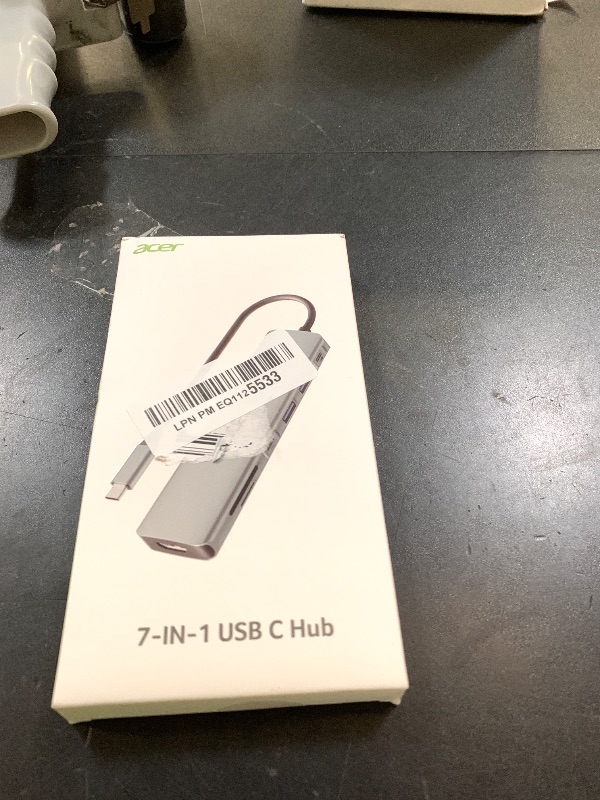 acer
LPN PM EQ1125533
7-IN-1 USB C Hub